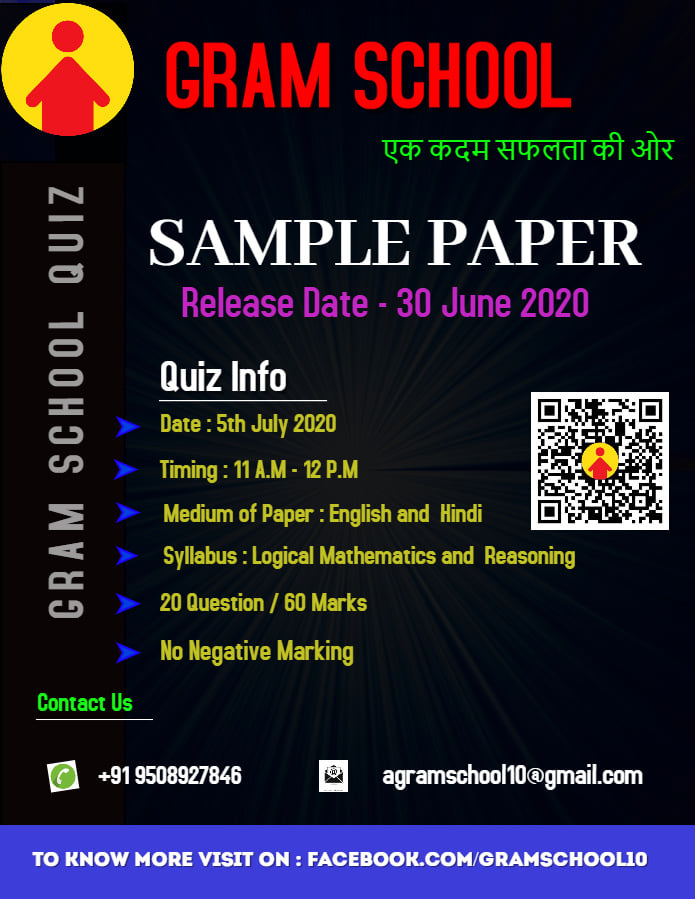 GRAM SCHOOL
एक कदम सफलता की ओर
GRAM SCHOOL QUIZ
SAMPLE PAPER
Release Date - 30 June 2020
Quiz Info
Date : 5th July 2020
Timing : 11 A.M - 12 P.M
Medium of Paper : English and Hindi
Syllabus : Logical Mathematics and Reasoning
20 Question / 60 Marks
No Negative Marking
Contact Us
+91 9508927846
agramschool10@gmail.com
TO KNOW MORE VISIT ON : FACEBOOK.COM/GRAMSCHOOL10